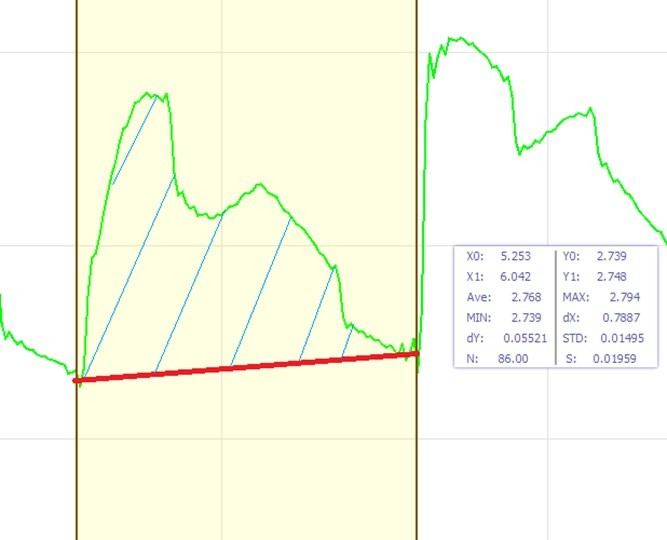 X0: 5.253 Y0: 2.739
X1: 6.042 Y1: 2.748
Ave: 2.768 MAX: 2.794
MIN: 2.739 dX: 0.7887
dY: 0.05521 STD: 0.01495
N: 86.00 S: 0.01959